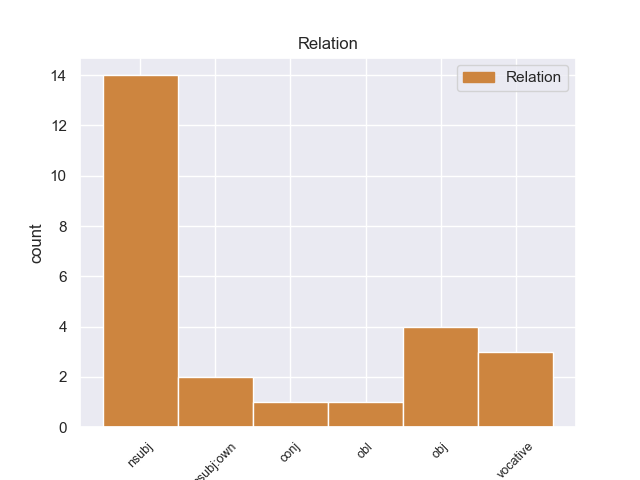 Relation
Relation
14
12
10
8
6
4
2
0
count
nsubj
conj
obl
obj
vocative